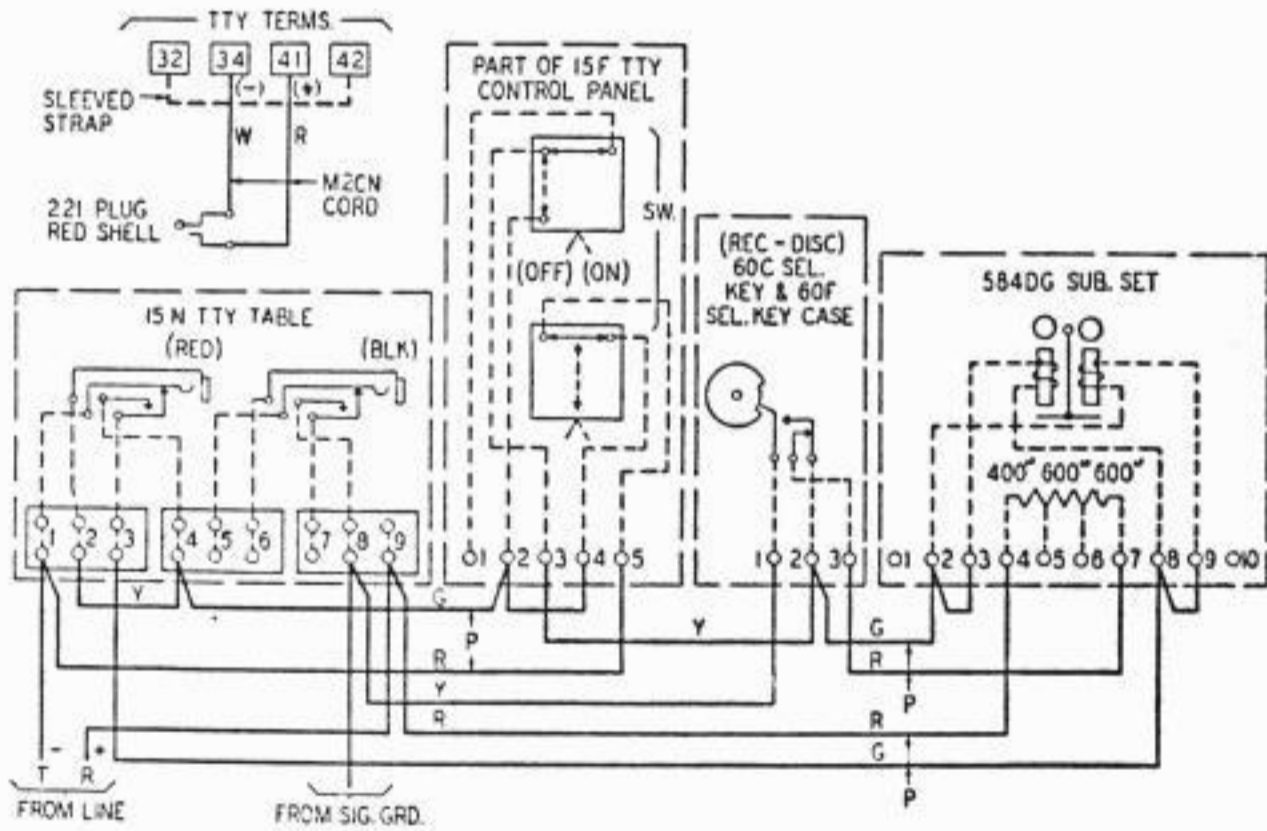 TTY TERMS.
32 34 41 42
(-) (+)
SLEEVED
STRAP
W R
M2CN
CORD
221 PLUG
RED SHELL
PART OF 15F TTY
CONTROL PANEL
SW.
(OFF) (ON)
(REC-DISC)
60C SEL.
KEY & 60F
SEL. KEY CASE
584DG SUB. SET
400ω 600ω 600ω
15N TTY TABLE
(RED) (BLK)
1 2 3 4 5 6 7 8 9
1 2 3 4 5
1 2 3
1 2 3 4 5 6 7 8 9 10
Y
G
P
R
Y
R
Y
G
R
P
R
G
P
- +
T R
FROM LINE
FROM SIG. GRD.